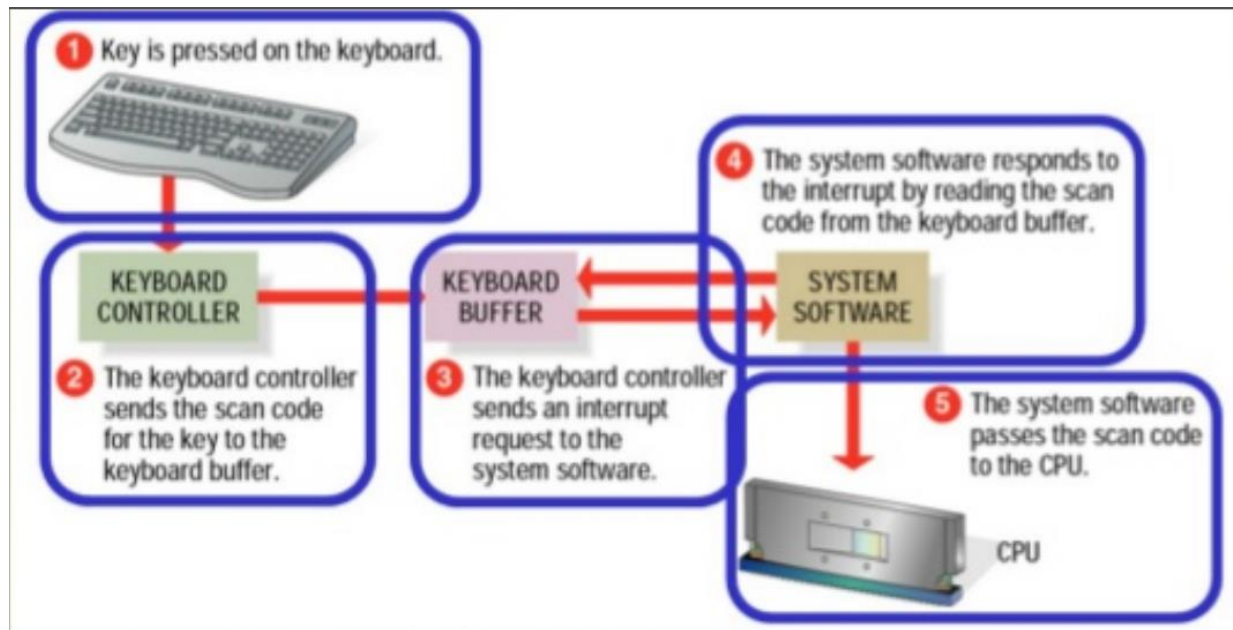 1 Key is pressed on the keyboard.
KEYBOARD
CONTROLLER
2 The keyboard controller
sends the scan code
for the key to the
keyboard buffer.
KEYBOARD
BUFFER
3 The keyboard controller
sends an interrupt
request to the
system software.
4 The system software responds to
the interrupt by reading the scan
code from the keyboard buffer.
SYSTEM
SOFTWARE
5 The system software
passes the scan code
to the CPU.
CPU